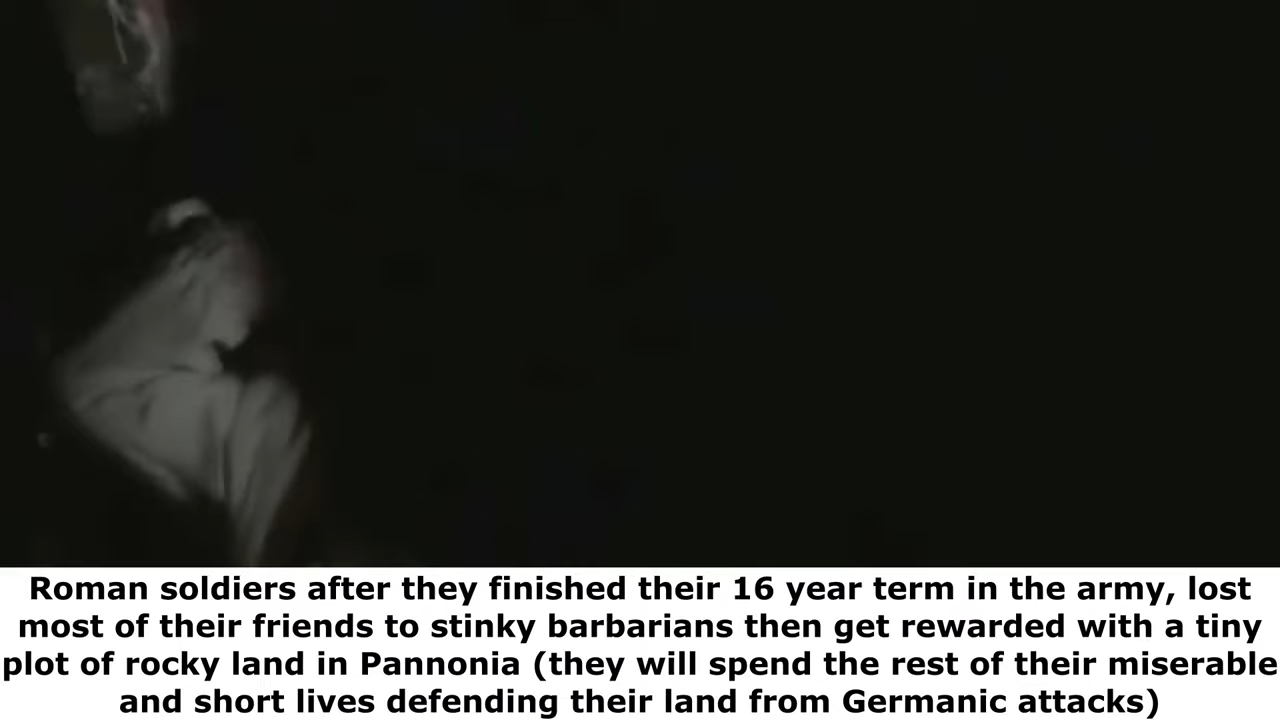 Roman soldiers after they finished their 16 year term in the army, lost
most of their friends to stinky barbarians then get rewarded with a tiny
plot of rocky land in Pannonia (they will spend the rest of their miserable
and short lives defending their land from Germanic attacks)